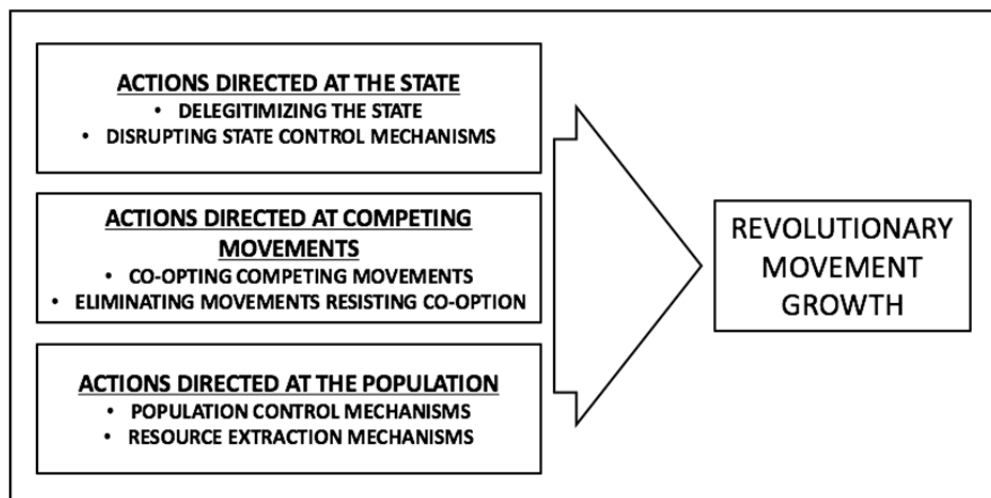 ACTIONS DIRECTED AT THE STATE
• DELEGITIMIZING THE STATE
• DISRUPTING STATE CONTROL MECHANISMS
ACTIONS DIRECTED AT COMPETING
MOVEMENTS
• CO-OPTING COMPETING MOVEMENTS
• ELIMINATING MOVEMENTS RESISTING CO-OPTION
ACTIONS DIRECTED AT THE POPULATION
• POPULATION CONTROL MECHANISMS
• RESOURCE EXTRACTION MECHANISMS
REVOLUTIONARY
MOVEMENT
GROWTH